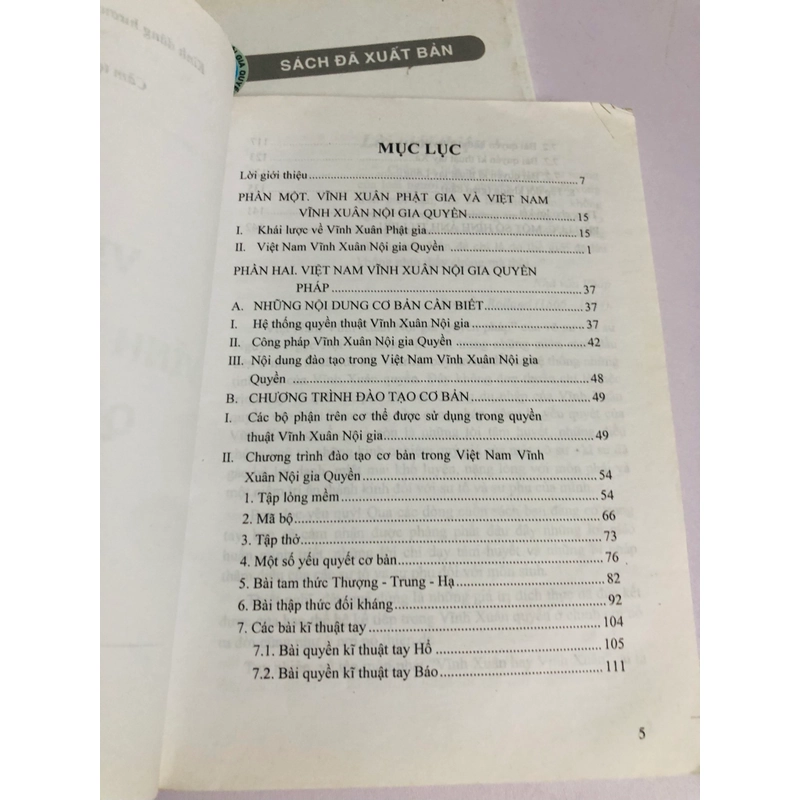 SÁCH ĐÃ XUẤT BẢN
MỤC LỤC
Lời giới thiệu 7
PHẦN MỘT. VĨNH XUÂN PHẬT GIA VÀ VIỆT NAM
VĨNH XUÂN NỘI GIA QUYỀN 15
I. Khái lược về Vĩnh Xuân Phật gia 15
II. Việt Nam Vĩnh Xuân Nội gia Quyền 1
PHẦN HAI. VIỆT NAM VĨNH XUÂN NỘI GIA QUYỀN
PHÁP 37
A. NHỮNG NỘI DUNG CƠ BẢN CẦN BIẾT 37
I. Hệ thống quyền thuật Vĩnh Xuân Nội gia 37
II. Công pháp Vĩnh Xuân Nội gia Quyền 42
III. Nội dung đào tạo trong Việt Nam Vĩnh Xuân Nội gia
Quyền 48
B. CHƯƠNG TRÌNH ĐÀO TẠO CƠ BẢN 49
I. Các bộ phận trên cơ thể được sử dụng trong quyền
thuật Vĩnh Xuân Nội gia 49
II. Chương trình đào tạo cơ bản trong Việt Nam Vĩnh
Xuân Nội gia Quyền 54
1. Tập lỏng mềm 54
2. Mã bộ 66
3. Tập thở 73
4. Một số yếu quyết cơ bản 76
5. Bài tam thức Thượng - Trung - Hạ 82
6. Bài thập thức đối kháng 92
7. Các bài kĩ thuật tay 104
7.1. Bài quyền kĩ thuật tay Hổ 105
7.2. Bài quyền kĩ thuật tay Báo 111
5